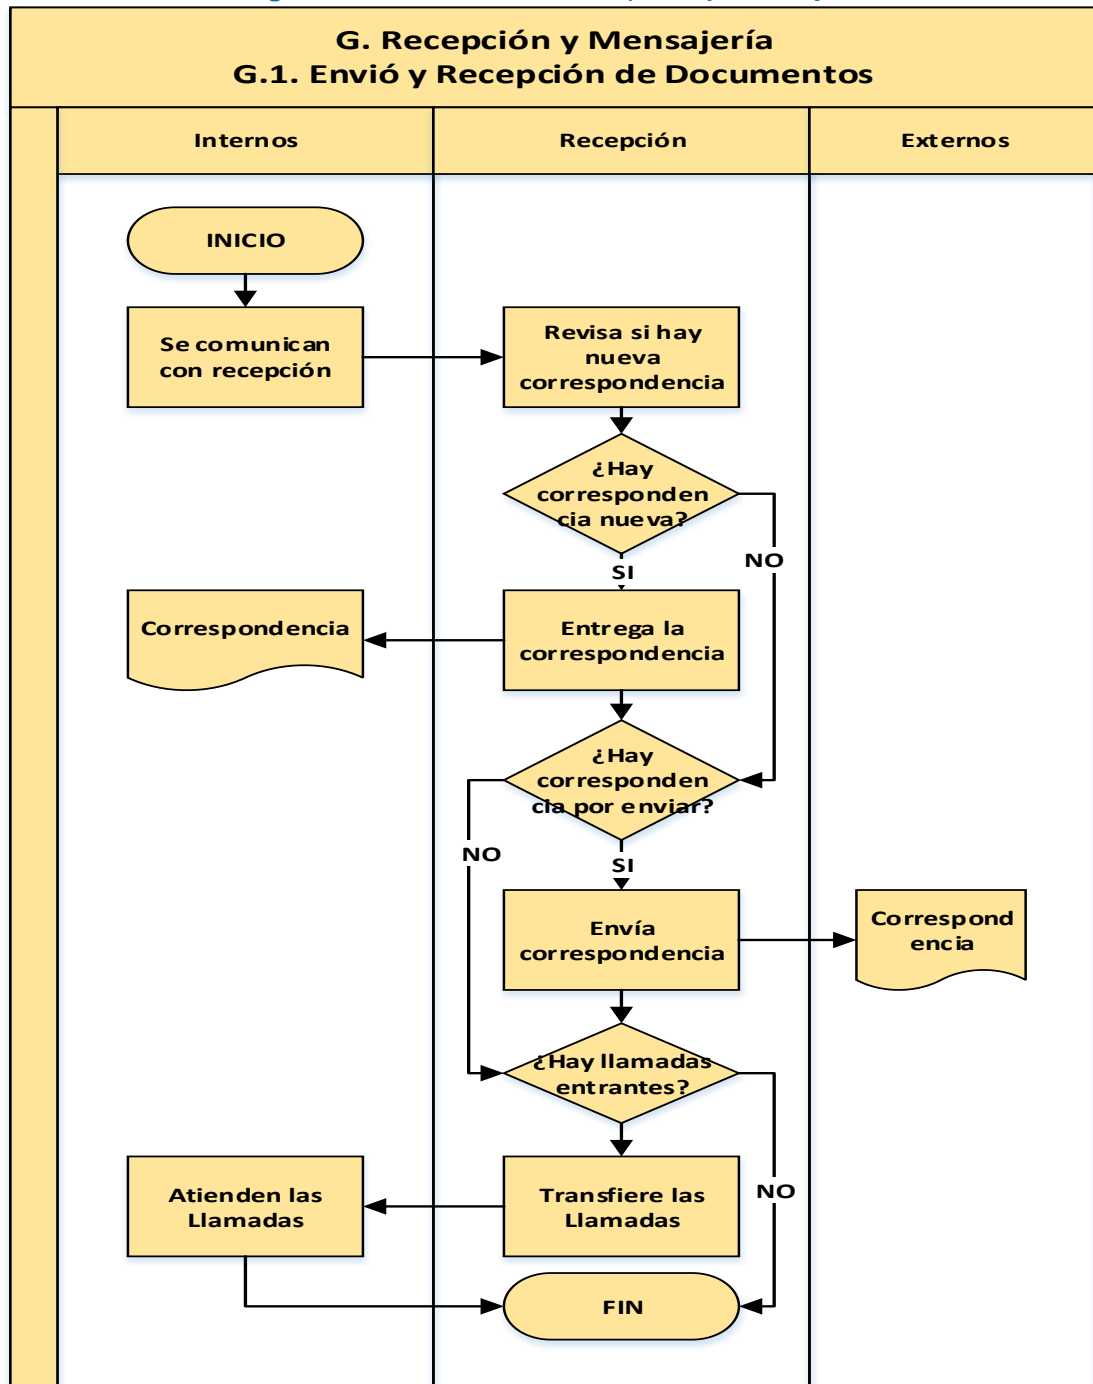 G. Recepción y Mensajería
G.1. Envió y Recepción de Documentos
Internos
Recepción
Externos
INICIO
Se comunican
con recepción
Revisa si hay
nueva
correspondencia
¿Hay
corresponden
cia nueva?
NO
SI
Correspondencia
Entrega la
correspondencia
¿Hay
corresponden
cia por enviar?
NO
SI
Envía
correspondencia
Correspond
encia
¿Hay llamadas
entrantes?
Atienden las
Llamadas
Transfiere las
Llamadas
NO
FIN